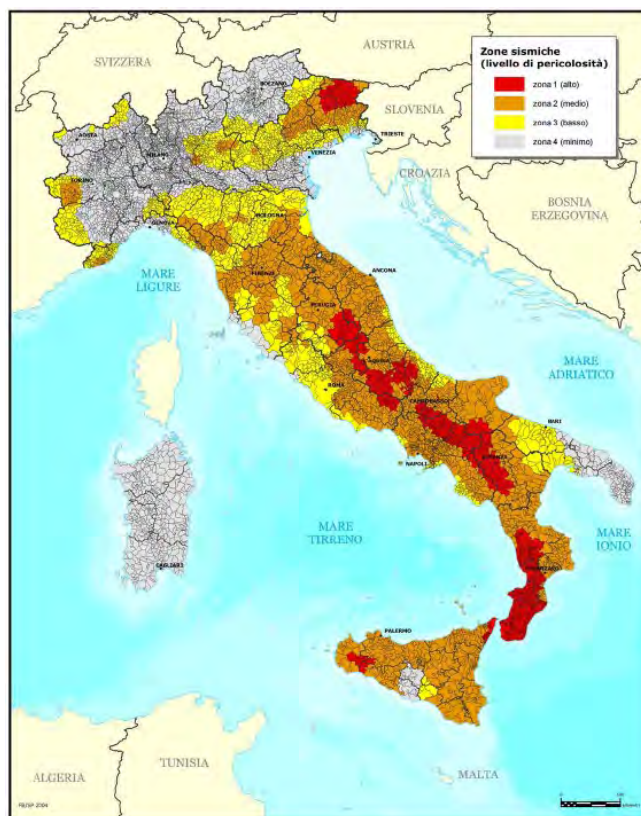 AUSTRIA
SVIZZERA
Zone sismiche
(livello di pericolosità)
zona 1 (alto)
zona 2 (medio)
zona 3 (basso)
zona 4 (minimo)
BOLZANO
SLOVENIA
AOSTA
TRIESTE
MILANO
VENEZIA
CROAZIA
TORINO
BOSNIA
ERZEGOVINA
BOLOGNA
GENOVA
MARE
LIGURE
FIRENZE
ANCONA
PERUGIA
MARE
ADRIATICO
ROMA
CAMPOBASSO
BARI
NAPOLI
POTENZA
MARE
TIRRENO
MARE
IONIO
CAGLIARI
CATANZARO
PALERMO
TUNISIA
ALGERIA
MALTA